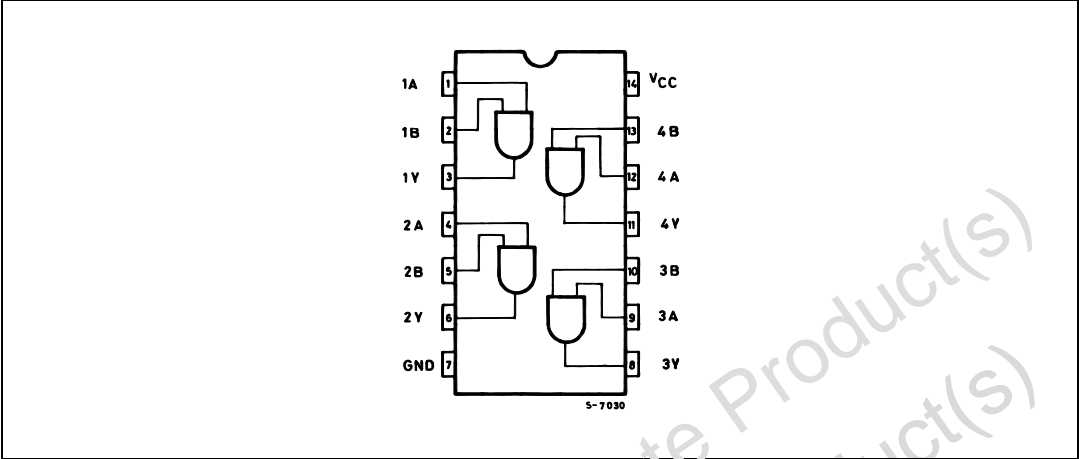 1A 1 14 VCC
1B 2 13 4B
1Y 3 12 4A
2A 4 11 4Y
2B 5 10 3B
2Y 6 9 3A
GND 7 8 3Y
S-7030
te Product(s)
uct(s)